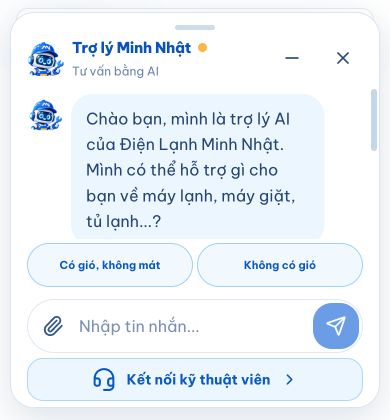 Trợ lý Minh Nhật
Tư vấn bằng AI
Chào bạn, mình là trợ lý AI
của Điện Lạnh Minh Nhật.
Mình có thể hỗ trợ gì cho
bạn về máy lạnh, máy giặt,
tủ lạnh...?
Có gió, không mát
Không có gió
Nhập tin nhắn...
Kết nối kỹ thuật viên